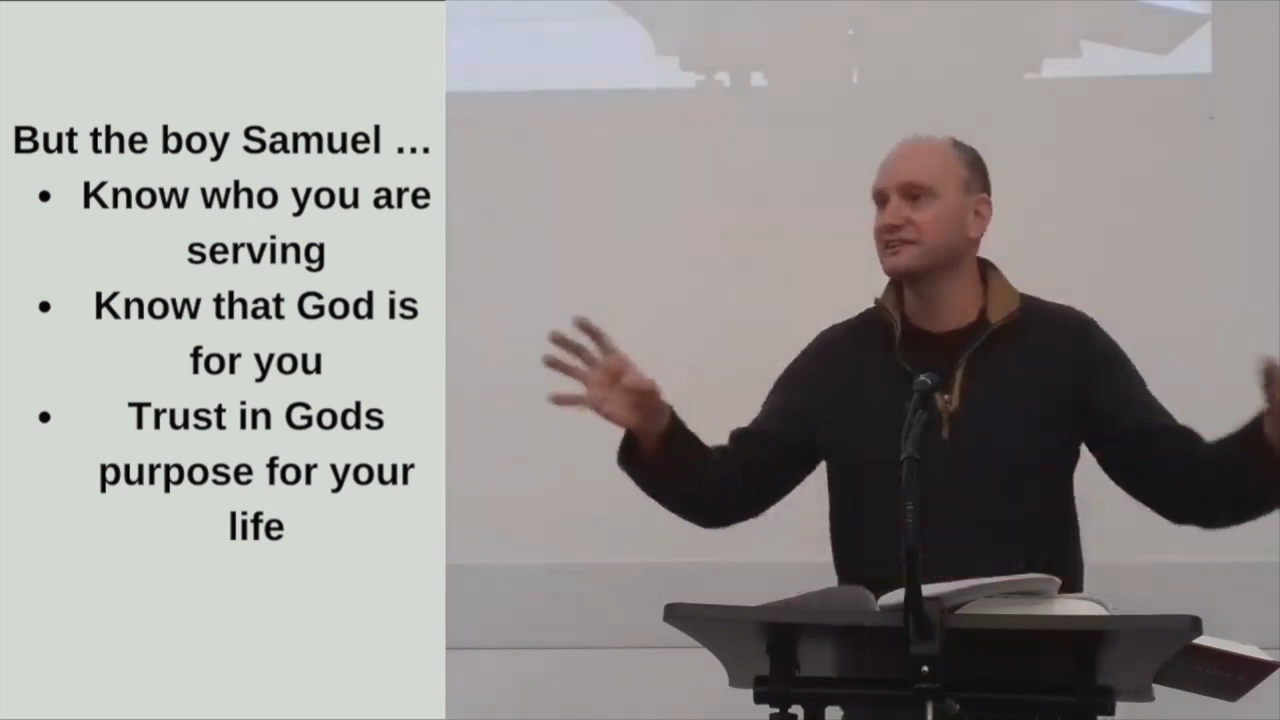 But the boy Samuel …
• Know who you are
serving
• Know that God is
for you
• Trust in Gods
purpose for your
life